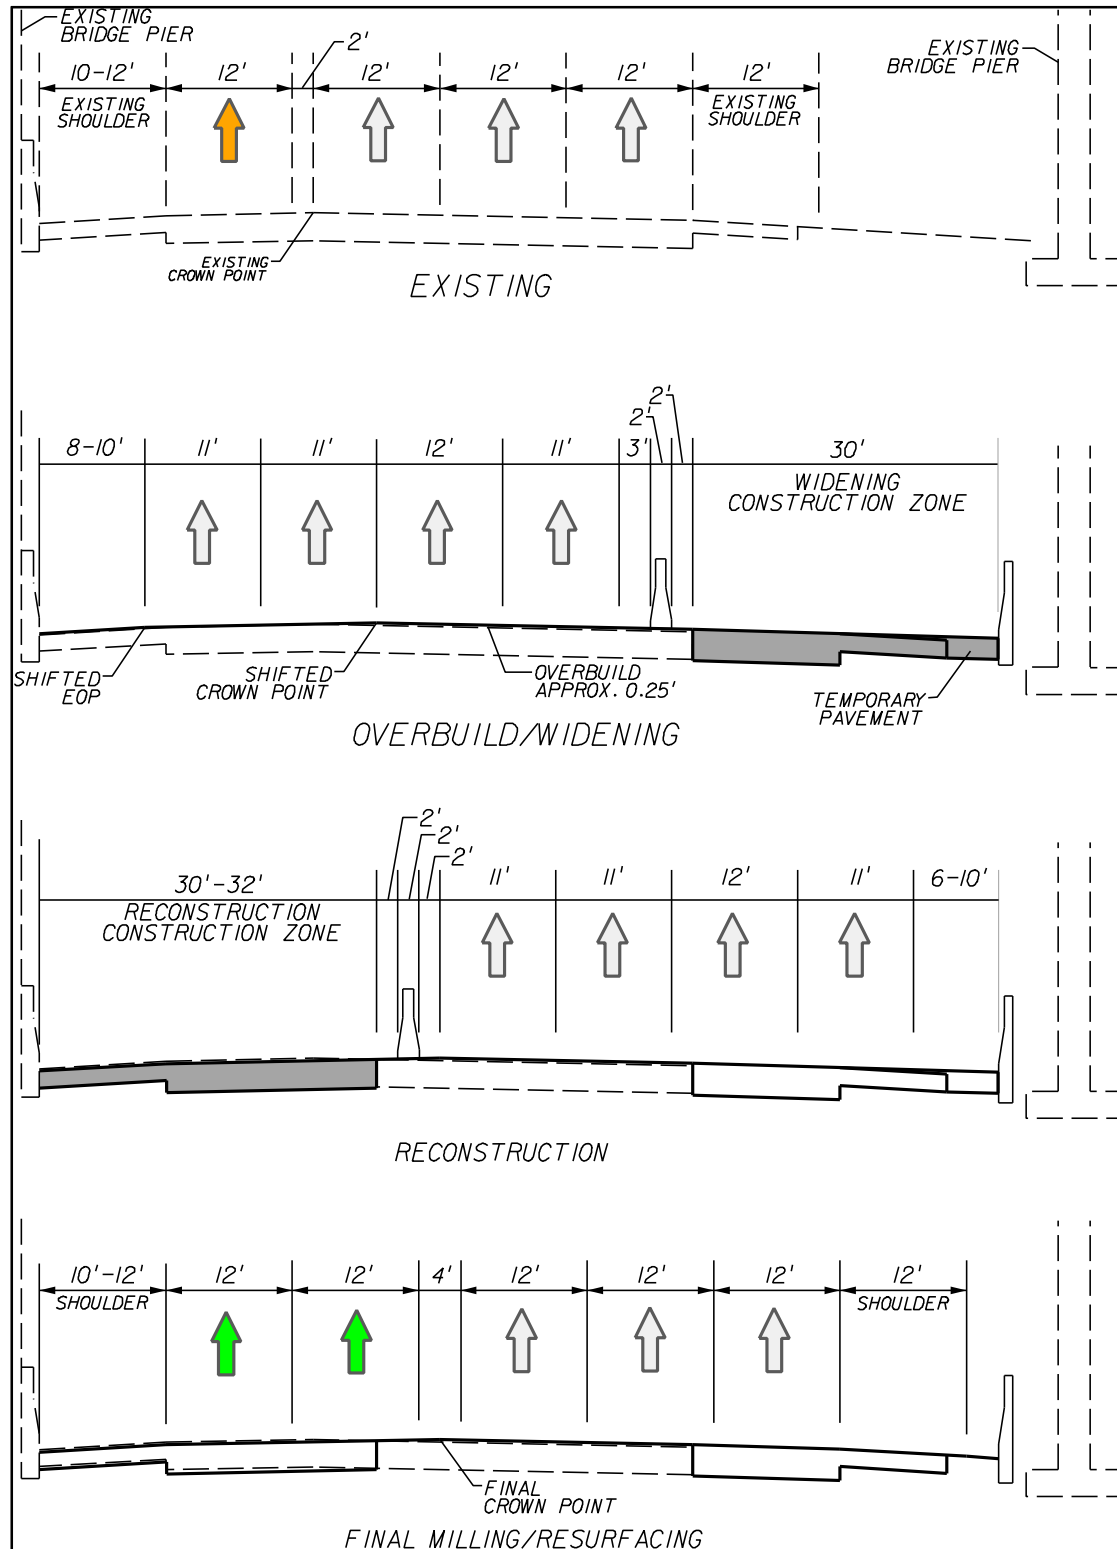 EXISTING
BRIDGE PIER
2'
EXISTING
BRIDGE PIER
10-12'
12'
12'
12'
12'
12'
EXISTING
SHOULDER
EXISTING
SHOULDER
EXISTING
CROWN POINT
EXISTING
2'
2'
8-10'
11'
11'
12'
11'
3'
30'
WIDENING
CONSTRUCTION ZONE
SHIFTED
EOP
SHIFTED
CROWN POINT
OVERBUILD
APPROX. 0.25'
TEMPORARY
PAVEMENT
OVERBUILD/WIDENING
2'
2'
2'
30'-32'
11'
11'
12'
11'
6-10'
RECONSTRUCTION
CONSTRUCTION ZONE
RECONSTRUCTION
10'-12'
12'
12'
4'
12'
12'
12'
12'
SHOULDER
SHOULDER
FINAL
CROWN POINT
FINAL MILLING/RESURFACING